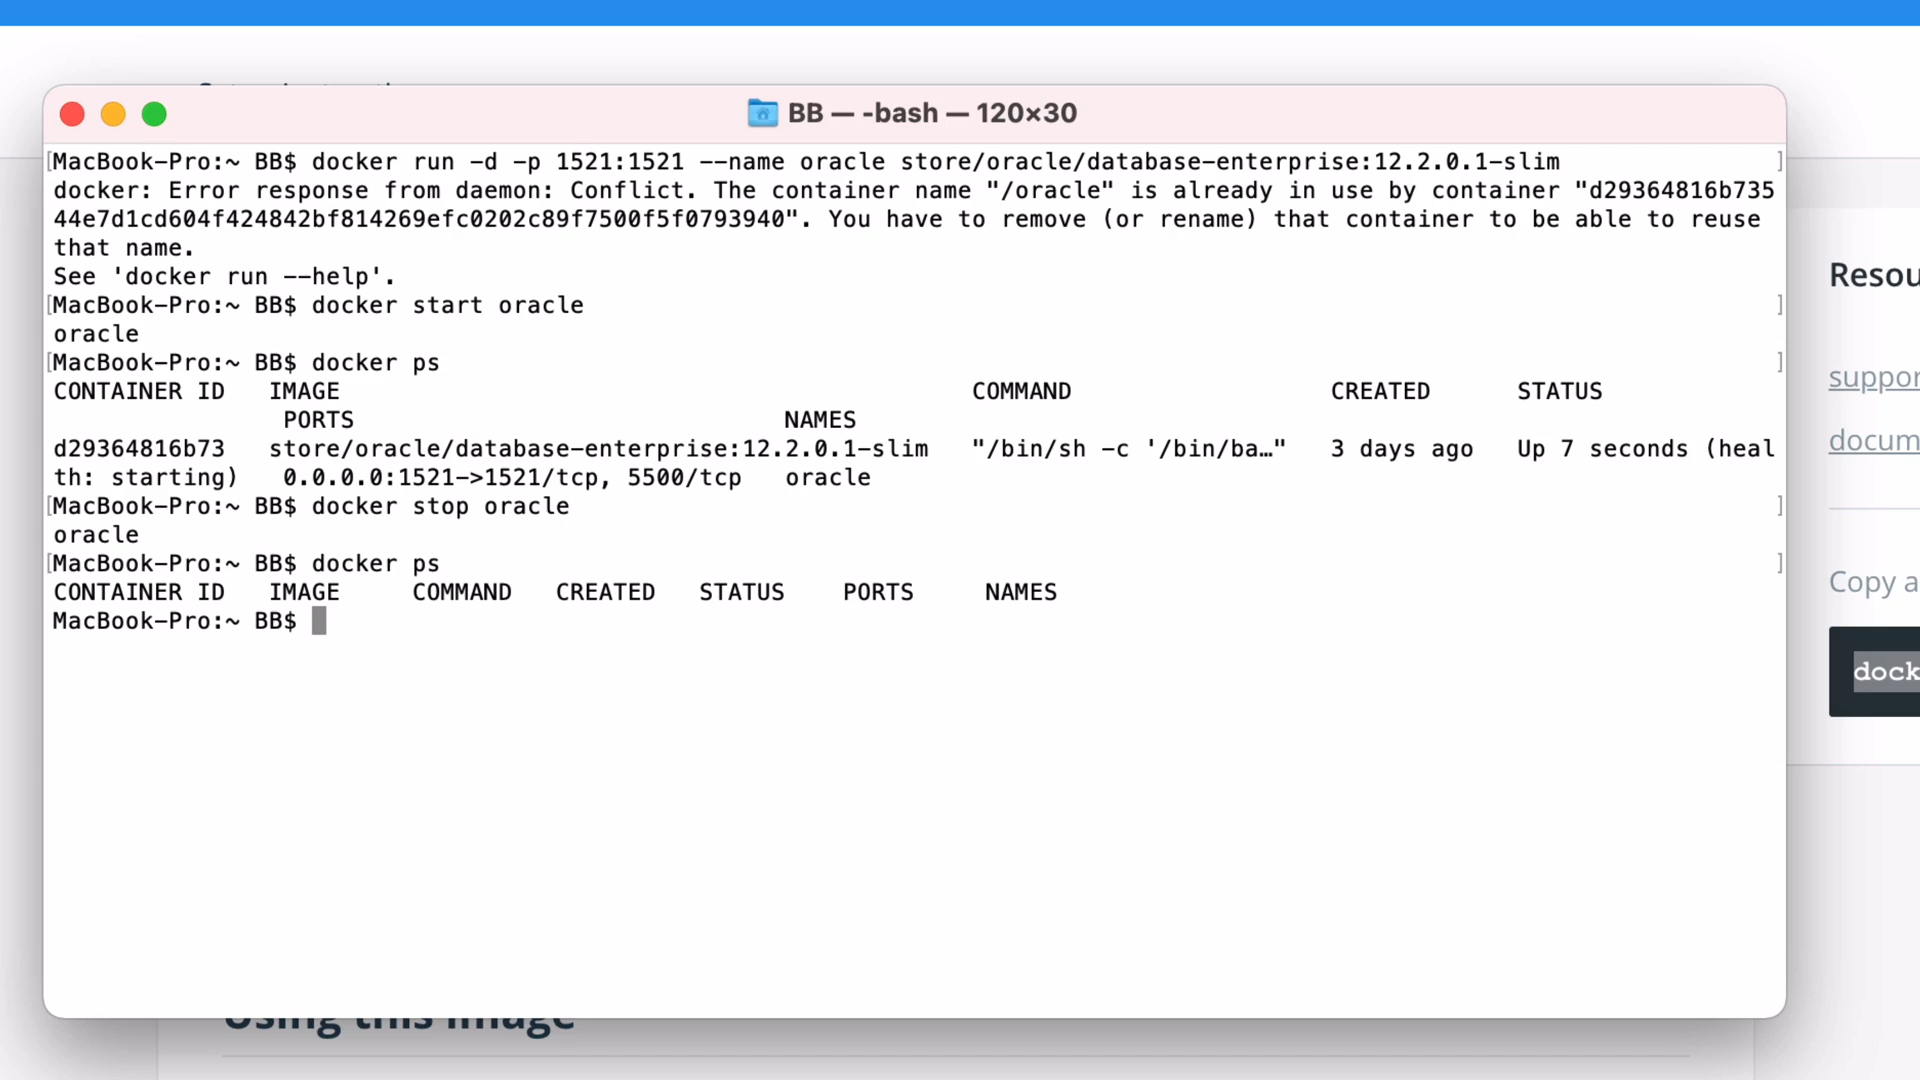 BB — -bash — 120×30
[MacBook-Pro:~ BB$ docker run -d -p 1521:1521 --name oracle store/oracle/database-enterprise:12.2.0.1-slim ]
docker: Error response from daemon: Conflict. The container name "/oracle" is already in use by container "d29364816b735
44e7d1cd604f424842bf814269efc0202c89f7500f5f0793940". You have to remove (or rename) that container to be able to reuse
that name.
See 'docker run --help'.
[MacBook-Pro:~ BB$ docker start oracle ]
oracle
[MacBook-Pro:~ BB$ docker ps ]
CONTAINER ID   IMAGE                                            COMMAND                  CREATED      STATUS
                PORTS                              NAMES
d29364816b73   store/oracle/database-enterprise:12.2.0.1-slim   "/bin/sh -c '/bin/ba…"   3 days ago   Up 7 seconds (heal
th: starting)   0.0.0.0:1521->1521/tcp, 5500/tcp   oracle
[MacBook-Pro:~ BB$ docker stop oracle ]
oracle
[MacBook-Pro:~ BB$ docker ps ]
CONTAINER ID   IMAGE     COMMAND   CREATED   STATUS    PORTS     NAMES
MacBook-Pro:~ BB$
Resou
suppor
docum
Copy a
dock
Using this image